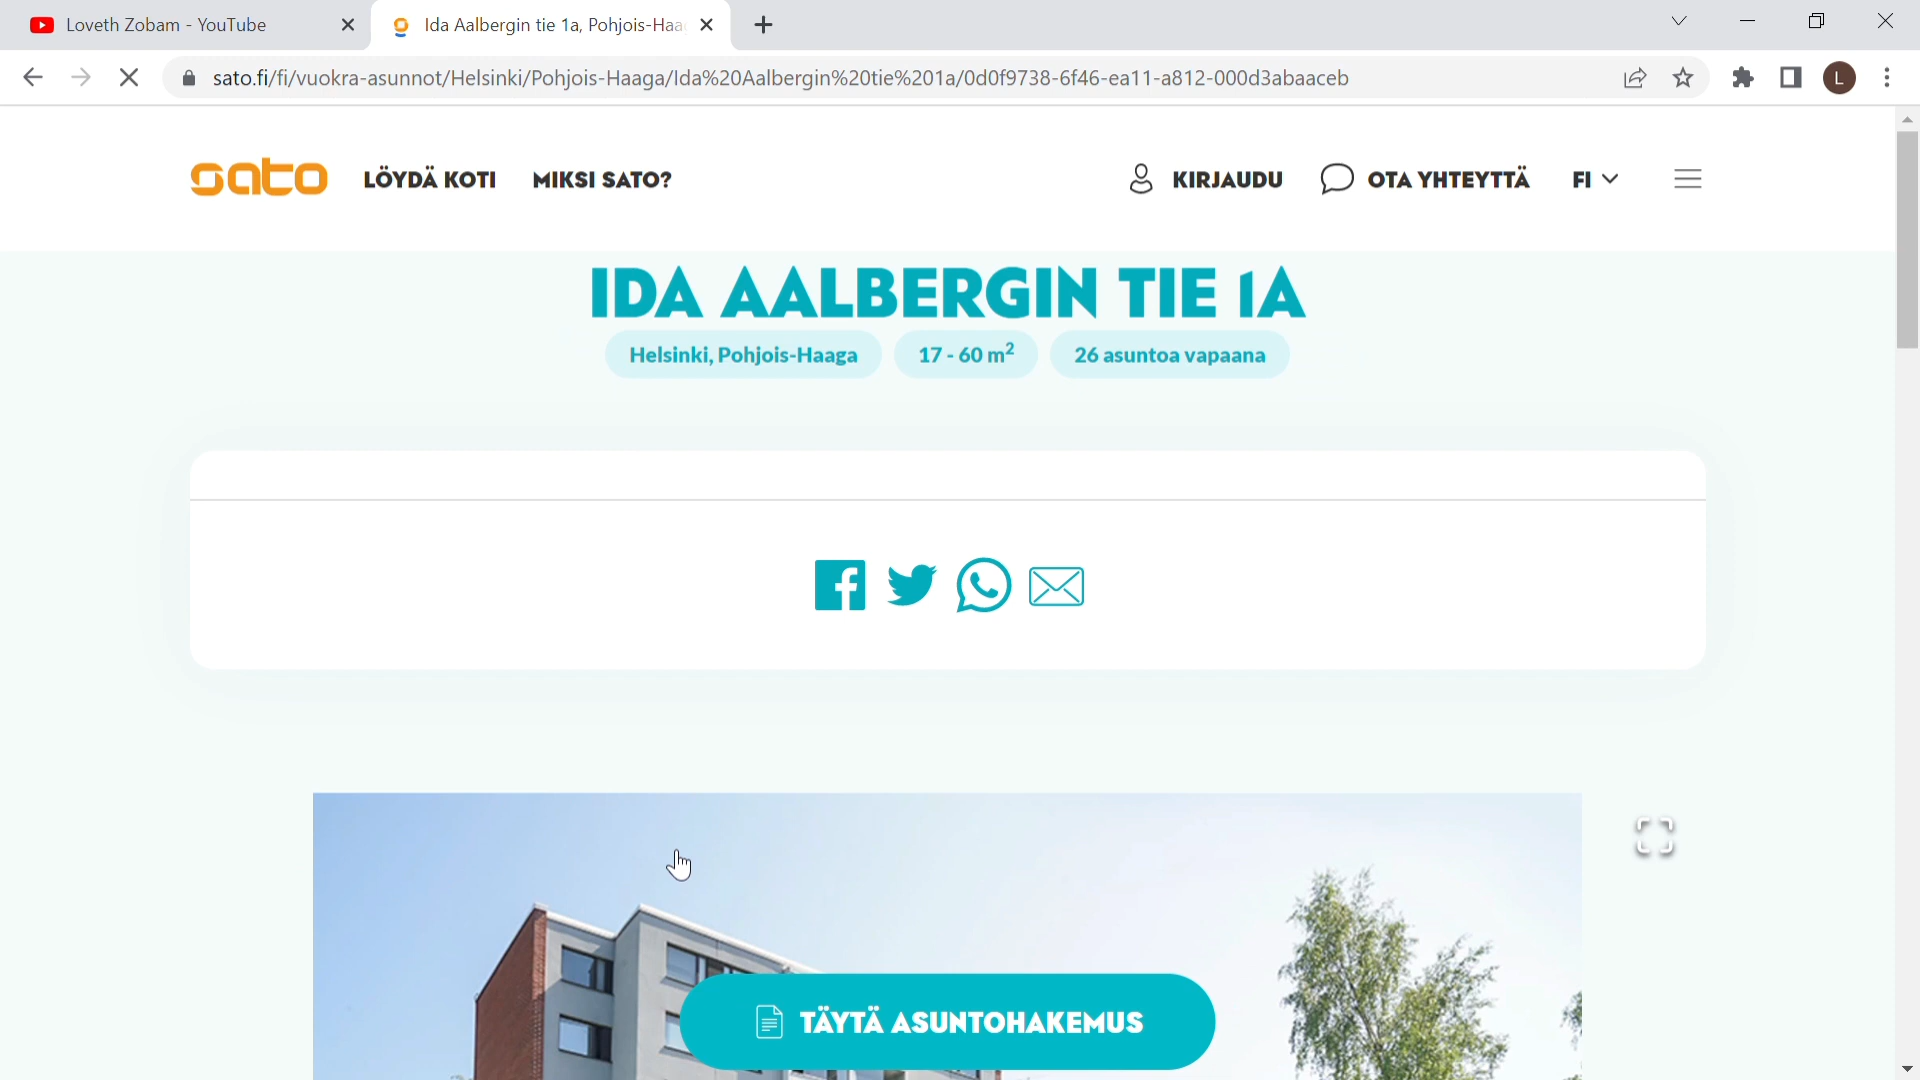 Loveth Zobam - YouTube
Ida Aalbergin tie 1a, Pohjois-Haa
sato.fi/fi/vuokra-asunnot/Helsinki/Pohjois-Haaga/Ida%20Aalbergin%20tie%201a/0d0f9738-6f46-ea11-a812-000d3abaaceb
L
sato
LÖYDÄ KOTI
MIKSI SATO?
KIRJAUDU
OTA YHTEYTTÄ
FI
IDA AALBERGIN TIE 1A
Helsinki, Pohjois-Haaga
17 - 60 m²
26 asuntoa vapaana
TÄYTÄ ASUNTOHAKEMUS